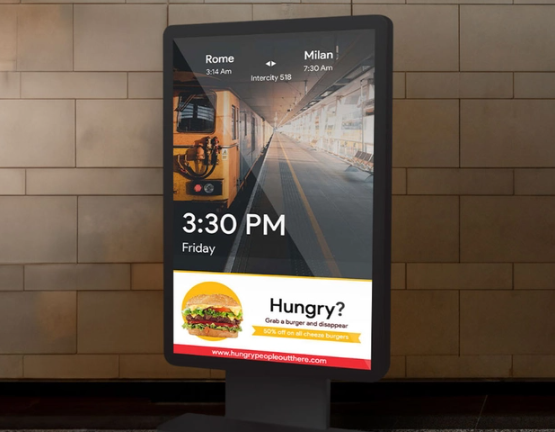 Rome
Milan
3:14 Am
7:30 Am
Intercity 518
3:30 PM
Friday
Hungry?
Grab a burger and disappear
50% off on all cheese burgers
www.hungrypeopleoutthere.com